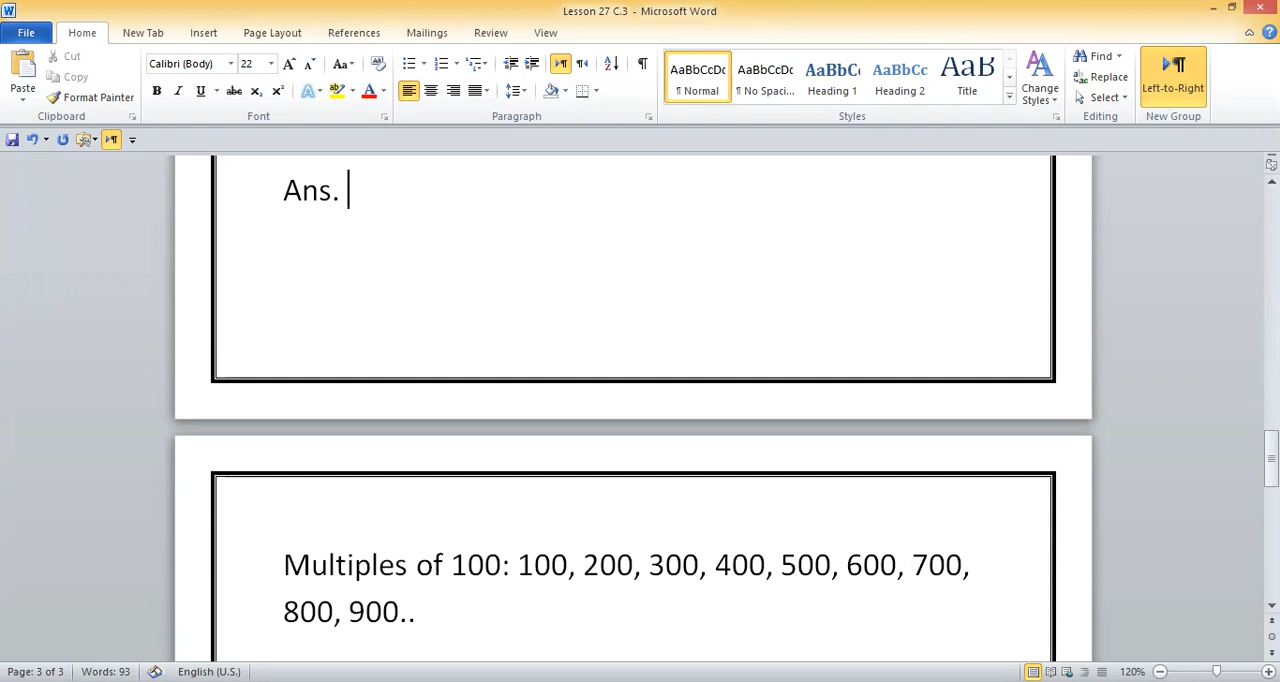 Lesson 27 C.3 - Microsoft Word
File Home New Tab Insert Page Layout References Mailings Review View
Paste
Cut
Copy
Format Painter
Clipboard
Calibri (Body) 22
Font
Paragraph
AaBbCcDc AaBbCcDc AaBbC AaBbCc AaB
¶ Normal ¶ No Spaci... Heading 1 Heading 2 Title
Change Styles
Styles
Find
Replace
Select
Editing
Left-to-Right
New Group
Ans.
Multiples of 100: 100, 200, 300, 400, 500, 600, 700,
800, 900..
Page: 3 of 3 Words: 93 English (U.S.) 120%